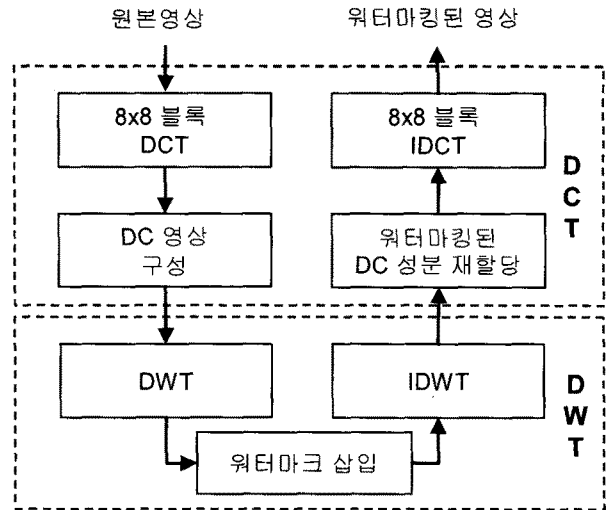 원본영상
워터마킹된 영상
8x8 블록
DCT
8x8 블록
IDCT
DC 영상
구성
워터마킹된
DC 성분 재할당
DCT
DWT
IDWT
워터마크 삽입
DWT